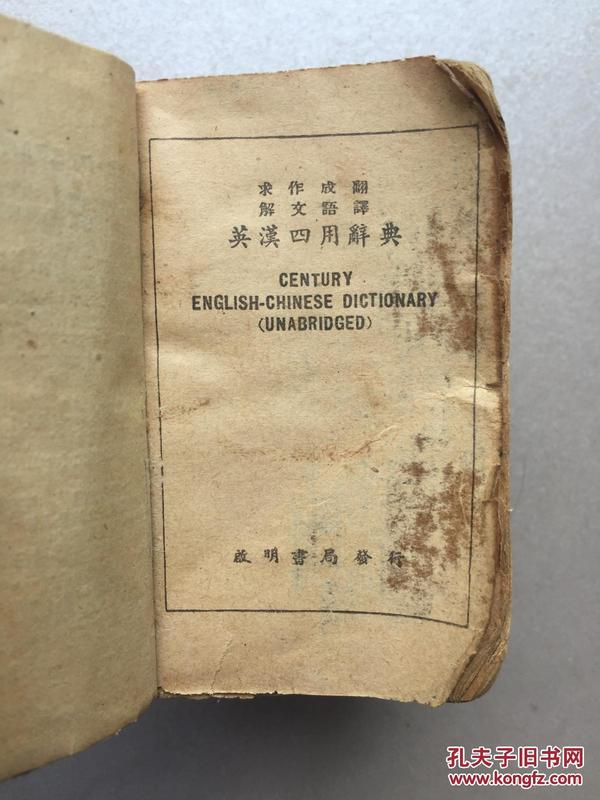 求作成翻
解文語譯
英漢四用辭典
CENTURY
ENGLISH-CHINESE DICTIONARY
(UNABRIDGED)
啟明書局發行
孔夫子旧书网
www.kongfz.com